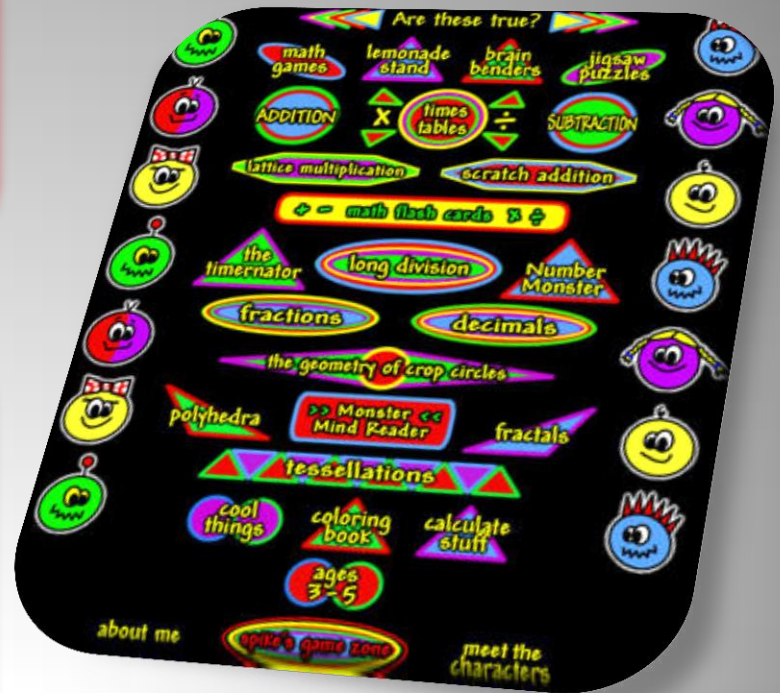 Are these true?
math games
lemonade stand
brain benders
jigsaw puzzles
ADDITION
x
times tables
÷
SUBTRACTION
lattice multiplication
scratch addition
+ - math flash cards x ÷
the timernator
long division
Number Monster
fractions
decimals
the geometry of crop circles
polyhedra
>> Monster <<
Mind Reader
fractals
tessellations
cool things
coloring book
calculate stuff
ages
3-5
about me
spike's game zone
meet the characters